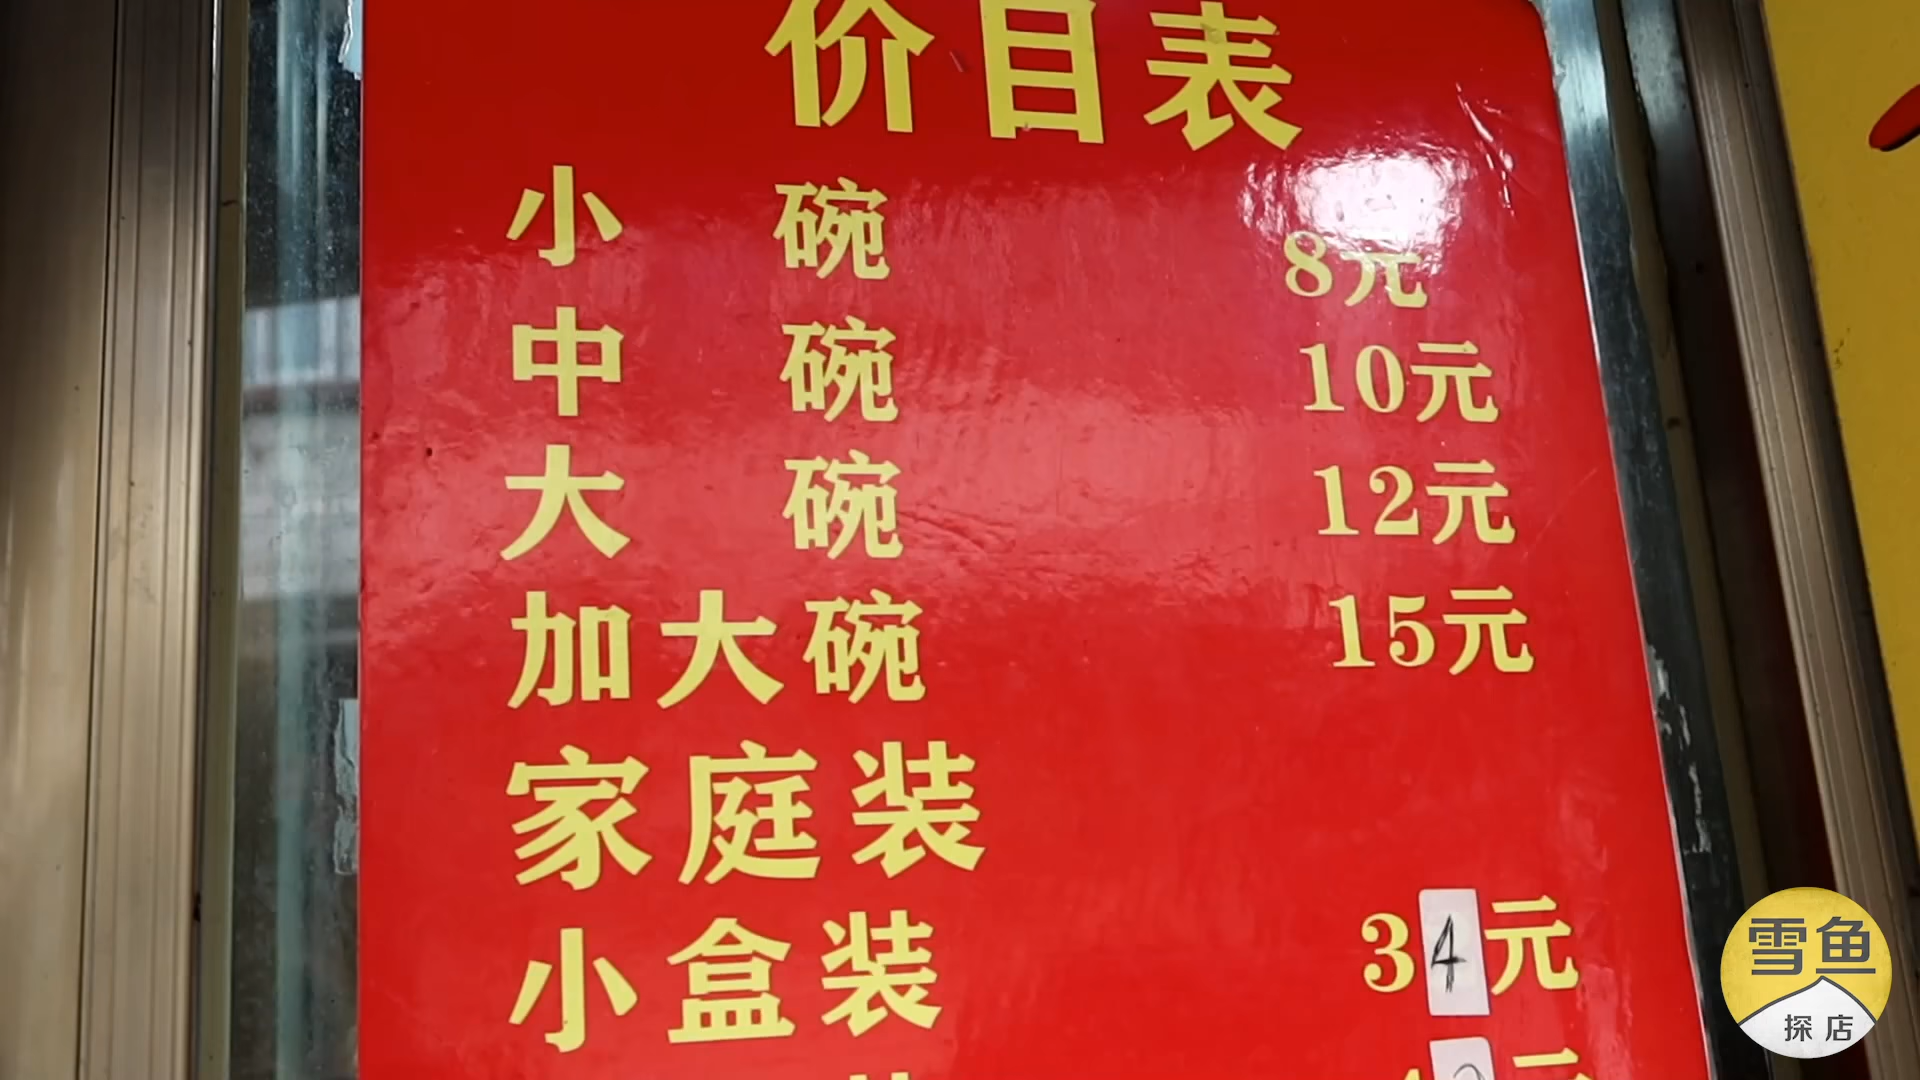 价目表
小碗 8元
中碗 10元
大碗 12元
加大碗 15元
家庭装
小盒装 34元
雪鱼
探店